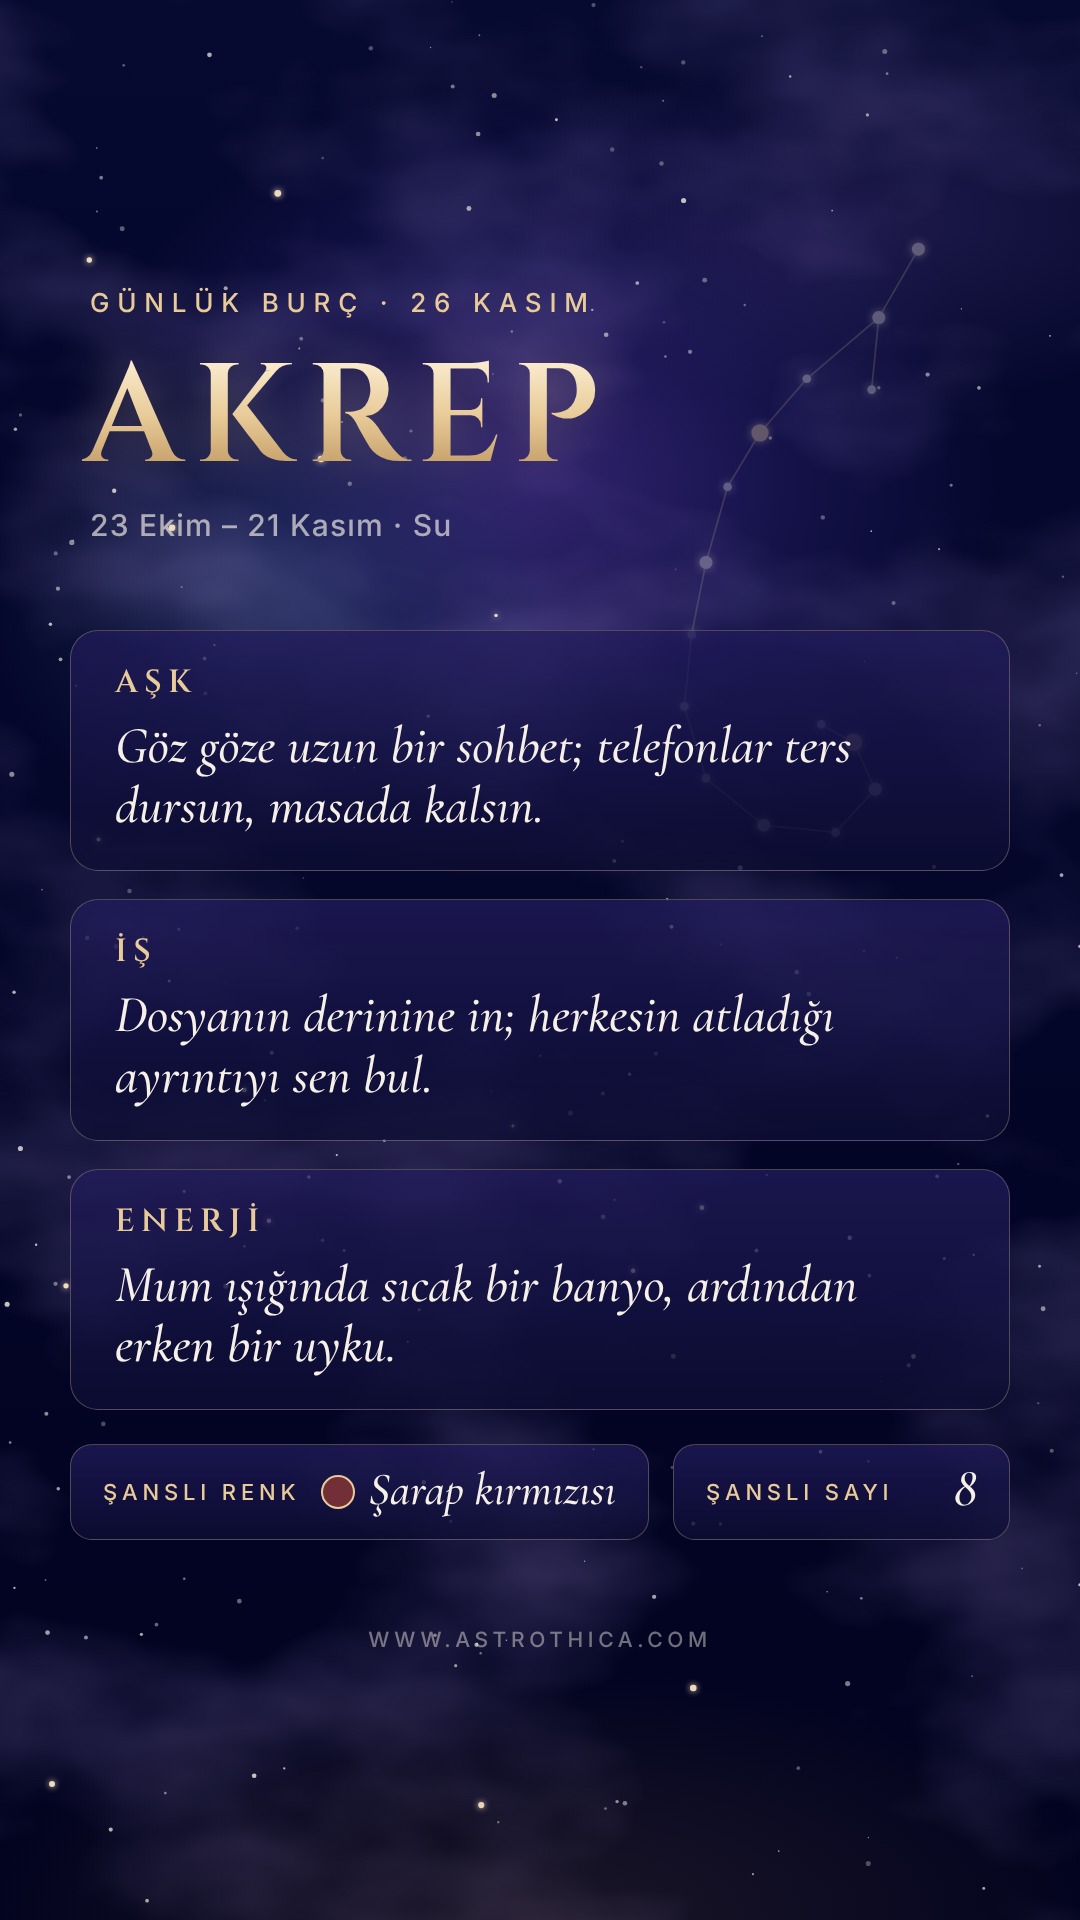 GÜNLÜK BURÇ · 26 KASIM
AKREP
23 Ekim – 21 Kasım · Su
AŞK
Göz göze uzun bir sohbet; telefonlar ters
dursun, masada kalsın.
İŞ
Dosyanın derinine in; herkesin atladığı
ayrıntıyı sen bul.
ENERJİ
Mum ışığında sıcak bir banyo, ardından
erken bir uyku.
ŞANSLI RENK Şarap kırmızısı
ŞANSLI SAYI 8
WWW.ASTROTHICA.COM